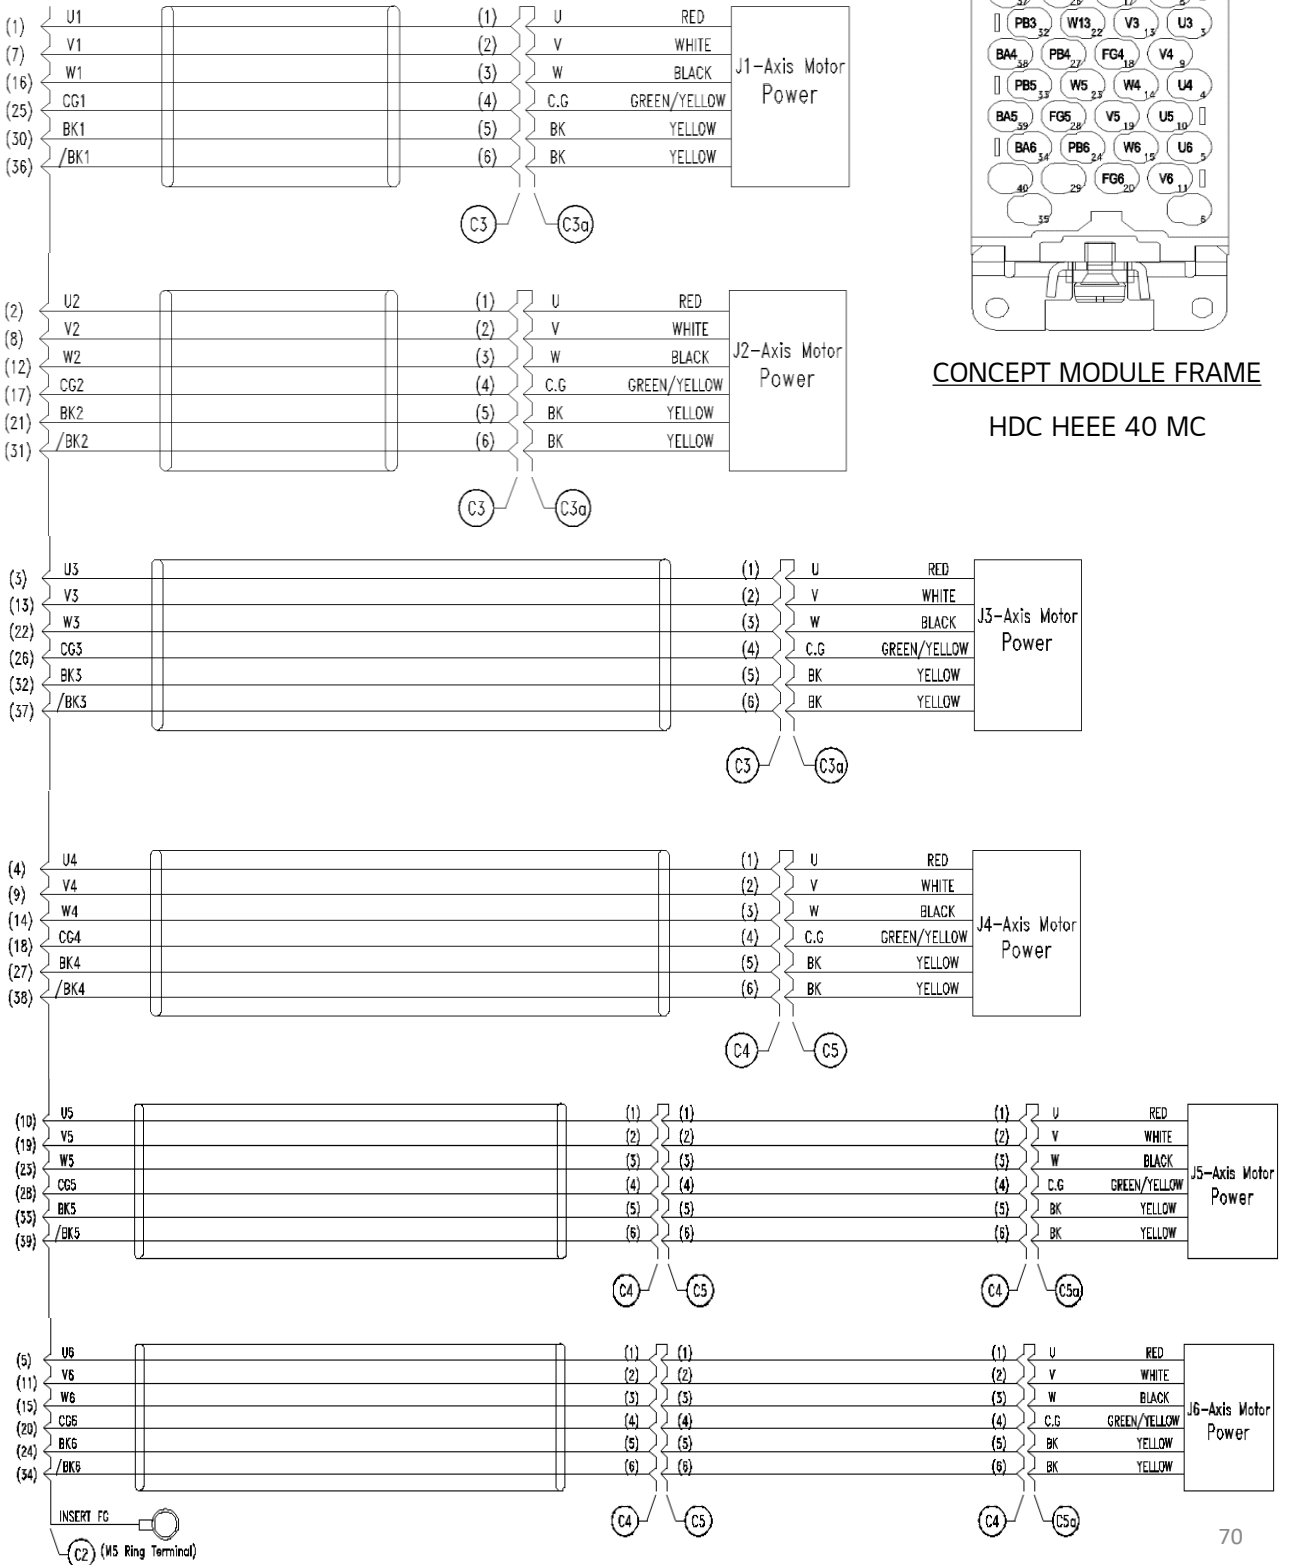 (1) U1 (1) U RED
(7) V1 (2) V WHITE
(16) W1 (3) W BLACK
(25) CG1 (4) C.G GREEN/YELLOW
(30) BK1 (5) BK YELLOW
(36) /BK1 (6) BK YELLOW
J1-Axis Motor
Power
C3 C3a
PB3 32 W13 22 V3 13 U3 3
BA4 38 PB4 27 FG4 18 V4 9
PB5 33 W5 23 W4 14 U4 4
BA5 39 FG5 28 V5 19 U5 10
BA6 34 PB6 24 W6 15 U6 5
40 29 FG6 20 V6 11
35 6
CONCEPT MODULE FRAME
HDC HEEE 40 MC
(2) U2 (1) U RED
(8) V2 (2) V WHITE
(12) W2 (3) W BLACK
(17) CG2 (4) C.G GREEN/YELLOW
(21) BK2 (5) BK YELLOW
(31) /BK2 (6) BK YELLOW
J2-Axis Motor
Power
C3 C3a
(3) U3 (1) U RED
(13) V3 (2) V WHITE
(22) W3 (3) W BLACK
(26) CG3 (4) C.G GREEN/YELLOW
(32) BK3 (5) BK YELLOW
(37) /BK3 (6) BK YELLOW
J3-Axis Motor
Power
C3 C3a
(4) U4 (1) U RED
(9) V4 (2) V WHITE
(14) W4 (3) W BLACK
(18) CG4 (4) C.G GREEN/YELLOW
(27) BK4 (5) BK YELLOW
(38) /BK4 (6) BK YELLOW
J4-Axis Motor
Power
C4 C5
(10) U5 (1) (1) (1) U RED
(19) V5 (2) (2) (2) V WHITE
(23) W5 (3) (3) (3) W BLACK
(28) CG5 (4) (4) (4) C.G GREEN/YELLOW
(33) BK5 (5) (5) (5) BK YELLOW
(39) /BK5 (6) (6) (6) BK YELLOW
J5-Axis Motor
Power
C4 C5 C4 C5a
(5) U6 (1) (1) (1) U RED
(11) V6 (2) (2) (2) V WHITE
(15) W6 (3) (3) (3) W BLACK
(20) CG6 (4) (4) (4) C.G GREEN/YELLOW
(24) BK6 (5) (5) (5) BK YELLOW
(34) /BK6 (6) (6) (6) BK YELLOW
J6-Axis Motor
Power
INSERT FG
C4 C5 C4 C5a
C2 (M5 Ring Terminal)
70